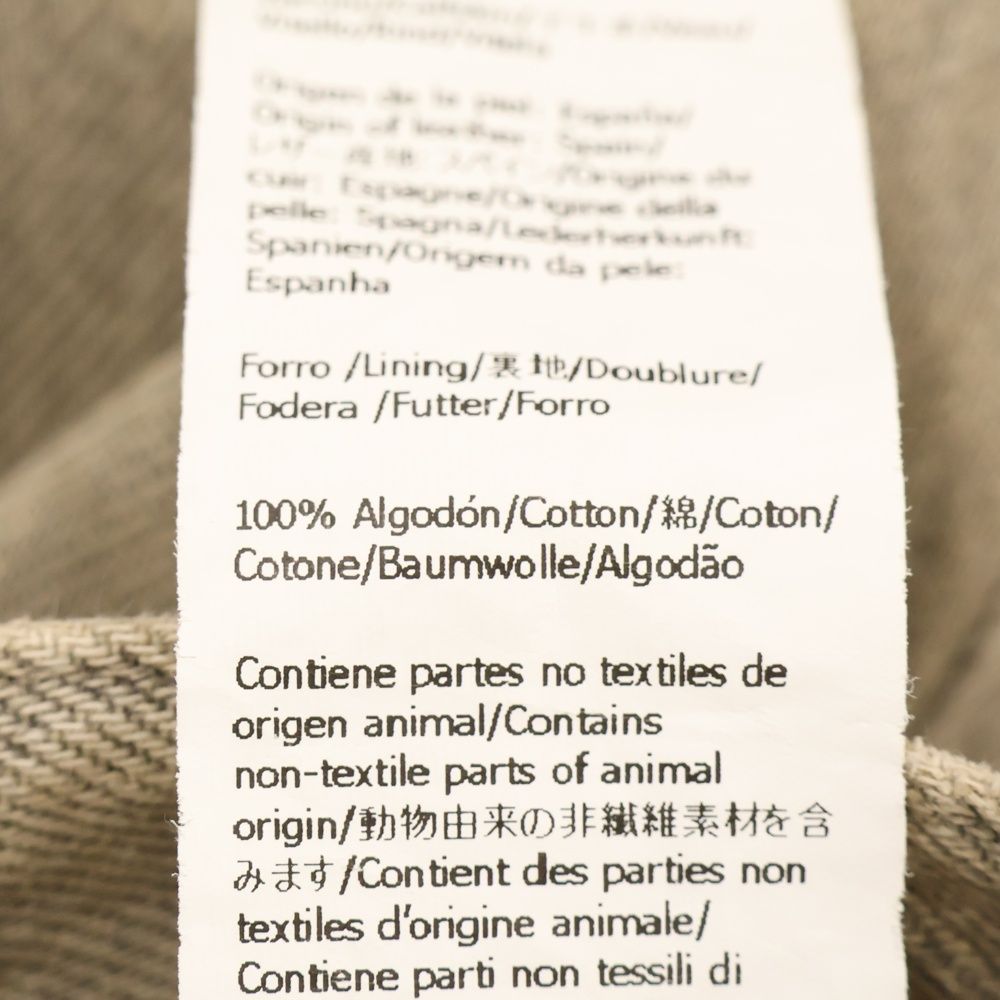 Origen de la piel: España/
Origin of leather: Spain/
レザー産地: スペイン/Origine du
cuir: Espagne/Origine della
pelle: Spagna/Lederherkunft:
Spanien/Origem da pele:
Espanha
Forro /Lining/裏地/Doublure/
Fodera /Futter/Forro
100% Algodón/Cotton/綿/Coton/
Cotone/Baumwolle/Algodão
Contiene partes no textiles de
origen animal/Contains
non-textile parts of animal
origin/動物由来の非繊維素材を含
みます/Contient des parties non
textiles d'origine animale/
Contiene parti non tessili di